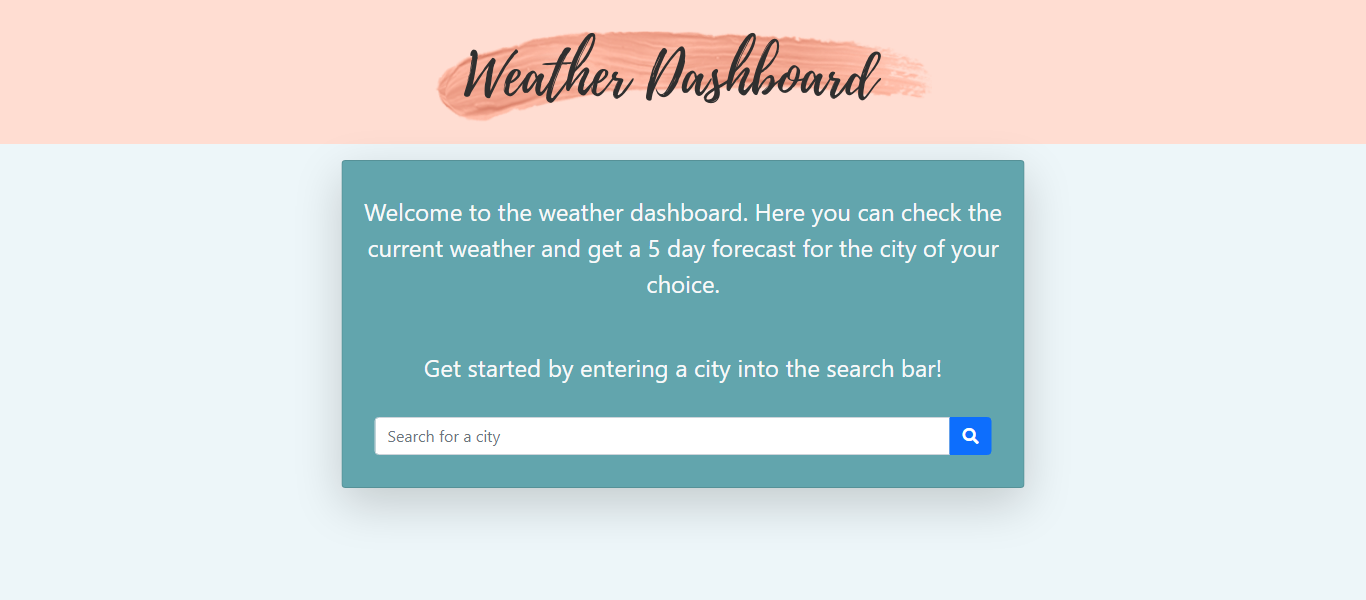 Weather Dashboard
Welcome to the weather dashboard. Here you can check the
current weather and get a 5 day forecast for the city of your
choice.
Get started by entering a city into the search bar!
Search for a city